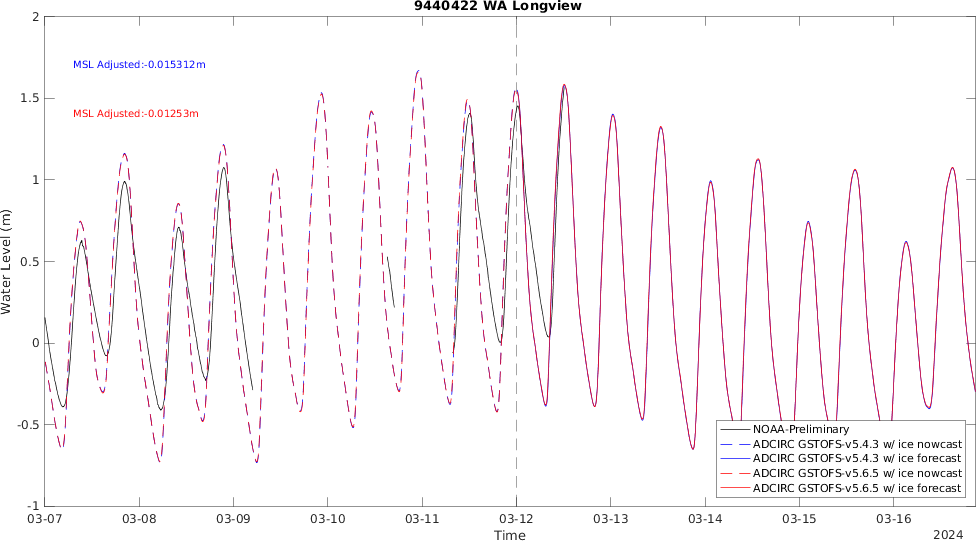 9440422 WA Longview
2
1.5
1
0.5
0
-0.5
-1
Water Level (m)
MSL Adjusted:-0.015312m
MSL Adjusted:-0.01253m
NOAA-Preliminary
ADCIRC GSTOFS-v5.4.3 w/ ice nowcast
ADCIRC GSTOFS-v5.4.3 w/ ice forecast
ADCIRC GSTOFS-v5.6.5 w/ ice nowcast
ADCIRC GSTOFS-v5.6.5 w/ ice forecast
03-07 03-08 03-09 03-10 03-11 03-12 03-13 03-14 03-15 03-16
Time
2024